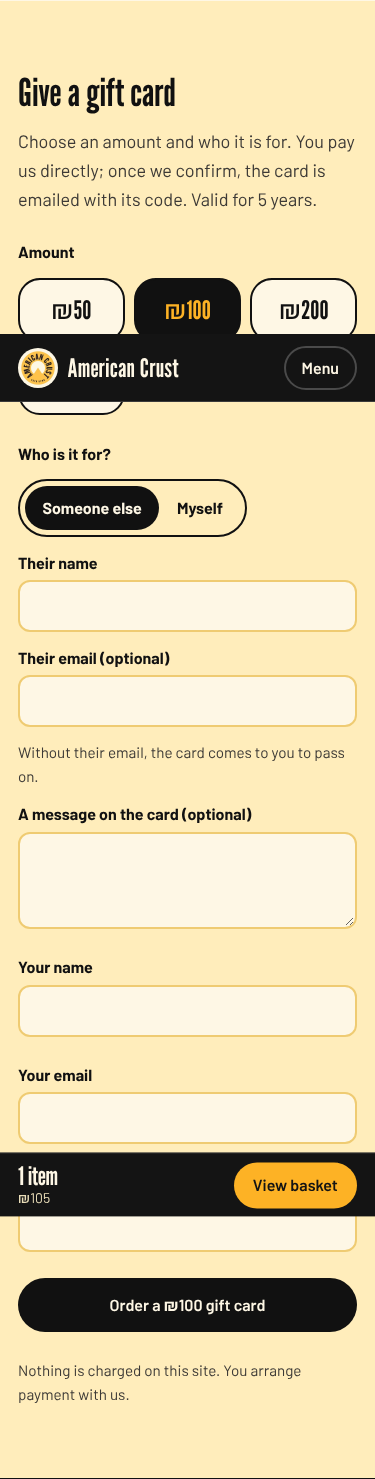 Give a gift card
Choose an amount and who it is for. You pay
us directly; once we confirm, the card is
emailed with its code. Valid for 5 years.
Amount
₪50
₪100
₪200
AMERICAN CRUST
American Crust
Menu
Who is it for?
Someone else
Myself
Their name
Their email (optional)
Without their email, the card comes to you to pass
on.
A message on the card (optional)
Your name
Your email
1 item
₪105
View basket
Order a ₪100 gift card
Nothing is charged on this site. You arrange
payment with us.